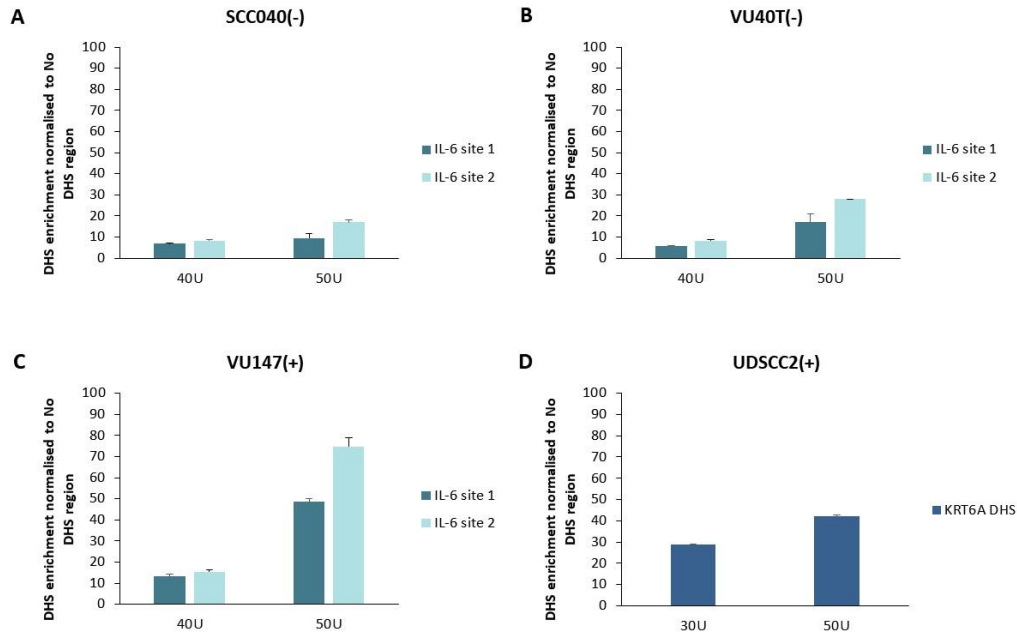 A
SCC040(-)
DHS enrichment normalised to No
DHS region
100
90
80
70
60
50
40
30
20
10
0
40U
50U
IL-6 site 1
IL-6 site 2
B
VU40T(-)
DHS enrichment normalised to No
DHS region
100
90
80
70
60
50
40
30
20
10
0
40U
50U
IL-6 site 1
IL-6 site 2
C
VU147(+)
DHS enrichment normalised to No
DHS region
100
90
80
70
60
50
40
30
20
10
0
40U
50U
IL-6 site 1
IL-6 site 2
D
UDSCC2(+)
DHS enrichment normalised to No
DHS region
100
90
80
70
60
50
40
30
20
10
0
30U
50U
KRT6A DHS